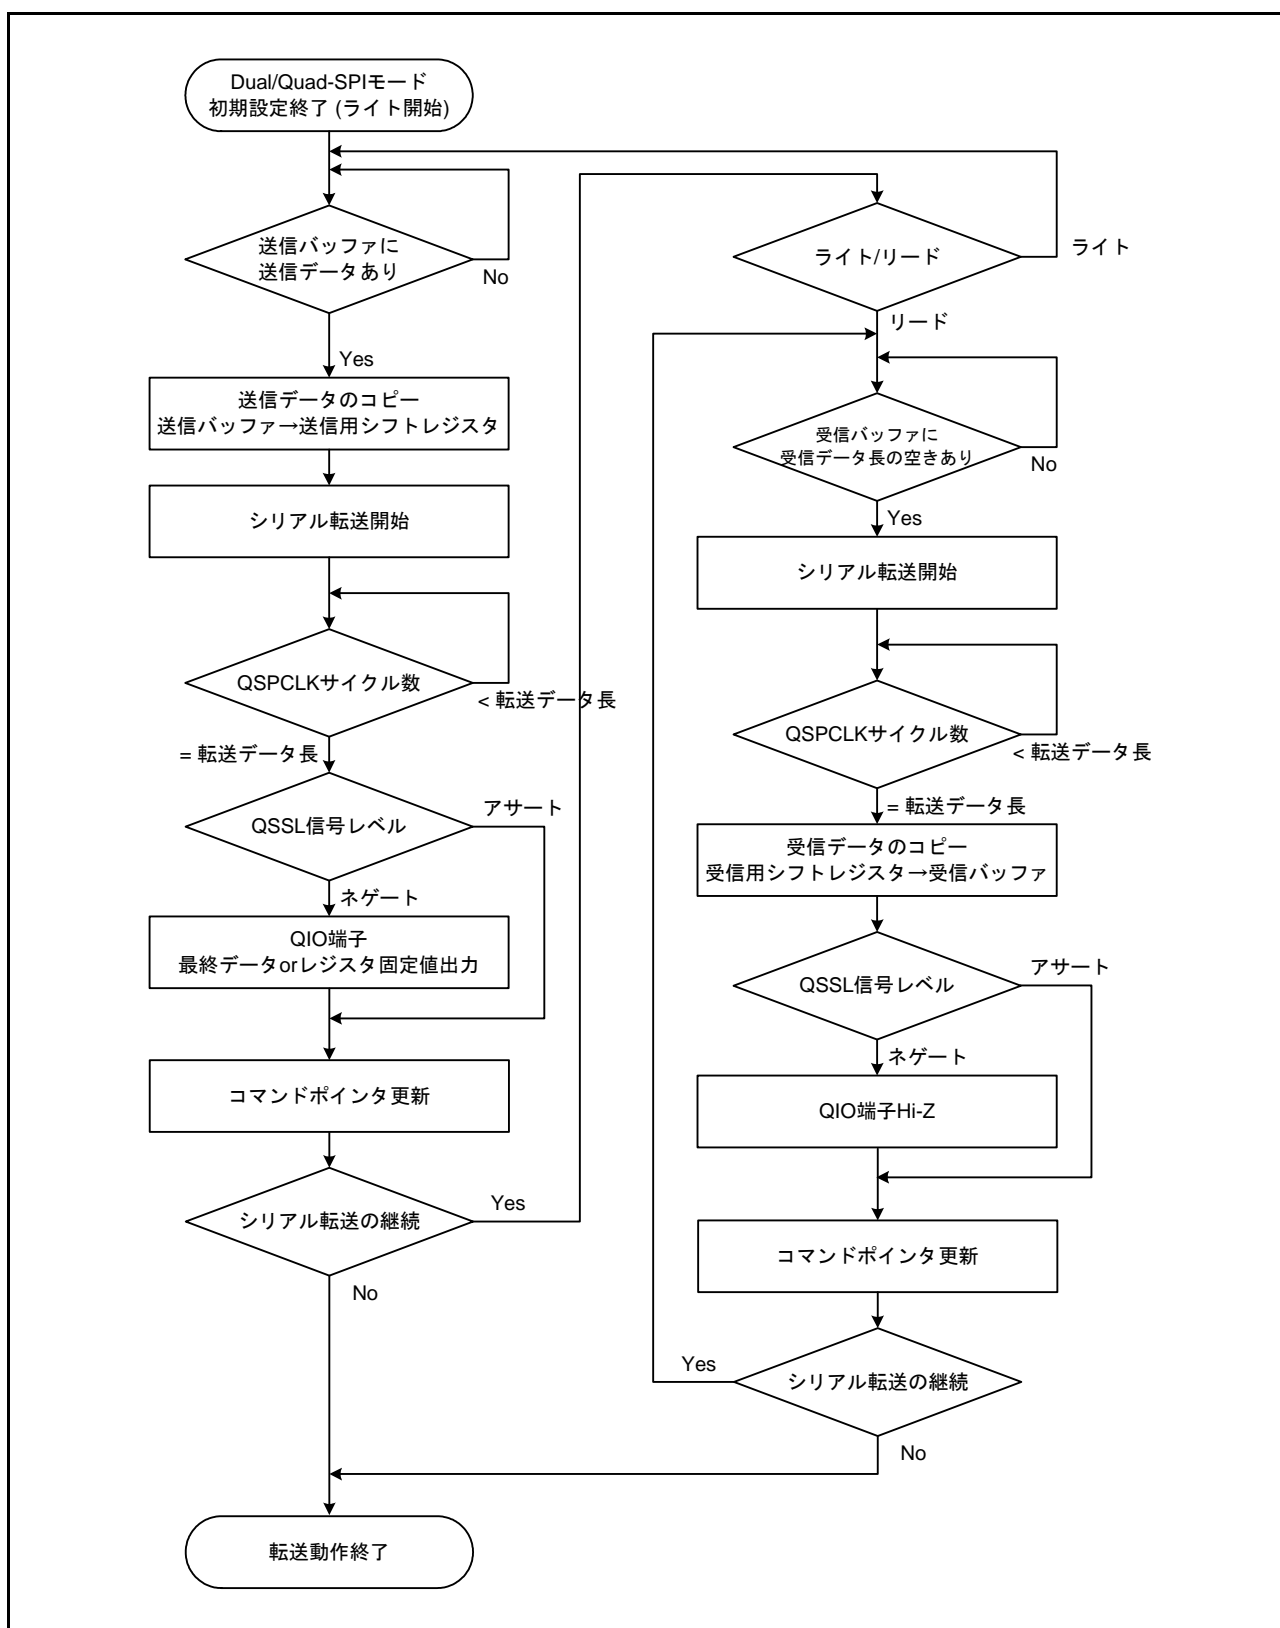 Dual/Quad-SPIモード
初期設定終了 (ライト開始)
送信バッファに
送信データあり
No
Yes
送信データのコピー
送信バッファ→送信用シフトレジスタ
シリアル転送開始
QSPCLKサイクル数
< 転送データ長
= 転送データ長
QSSL信号レベル
アサート
ネゲート
QIO端子
最終データorレジスタ固定値出力
コマンドポインタ更新
シリアル転送の継続
Yes
No
転送動作終了
ライト/リード
ライト
リード
受信バッファに
受信データ長の空きあり
No
Yes
シリアル転送開始
QSPCLKサイクル数
< 転送データ長
= 転送データ長
受信データのコピー
受信用シフトレジスタ→受信バッファ
QSSL信号レベル
アサート
ネゲート
QIO端子Hi-Z
コマンドポインタ更新
シリアル転送の継続
Yes
No